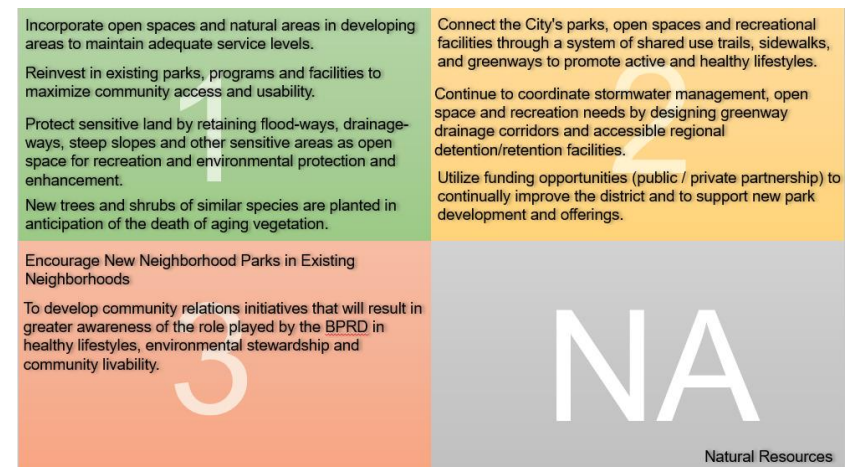 Incorporate open spaces and natural areas in developing
areas to maintain adequate service levels.
Reinvest in existing parks, programs and facilities to
maximize community access and usability.
Protect sensitive land by retaining flood-ways, drainage-
ways, steep slopes and other sensitive areas as open
space for recreation and environmental protection and
enhancement.
New trees and shrubs of similar species are planted in
anticipation of the death of aging vegetation.
1
Connect the City's parks, open spaces and recreational
facilities through a system of shared use trails, sidewalks,
and greenways to promote active and healthy lifestyles.
Continue to coordinate stormwater management, open
space and recreation needs by designing greenway
drainage corridors and accessible regional
detention/retention facilities.
Utilize funding opportunities (public / private partnership) to
continually improve the district and to support new park
development and offerings.
2
Encourage New Neighborhood Parks in Existing
Neighborhoods
To develop community relations initiatives that will result in
greater awareness of the role played by the BPRD in
healthy lifestyles, environmental stewardship and
community livability.
3
NA
Natural Resources